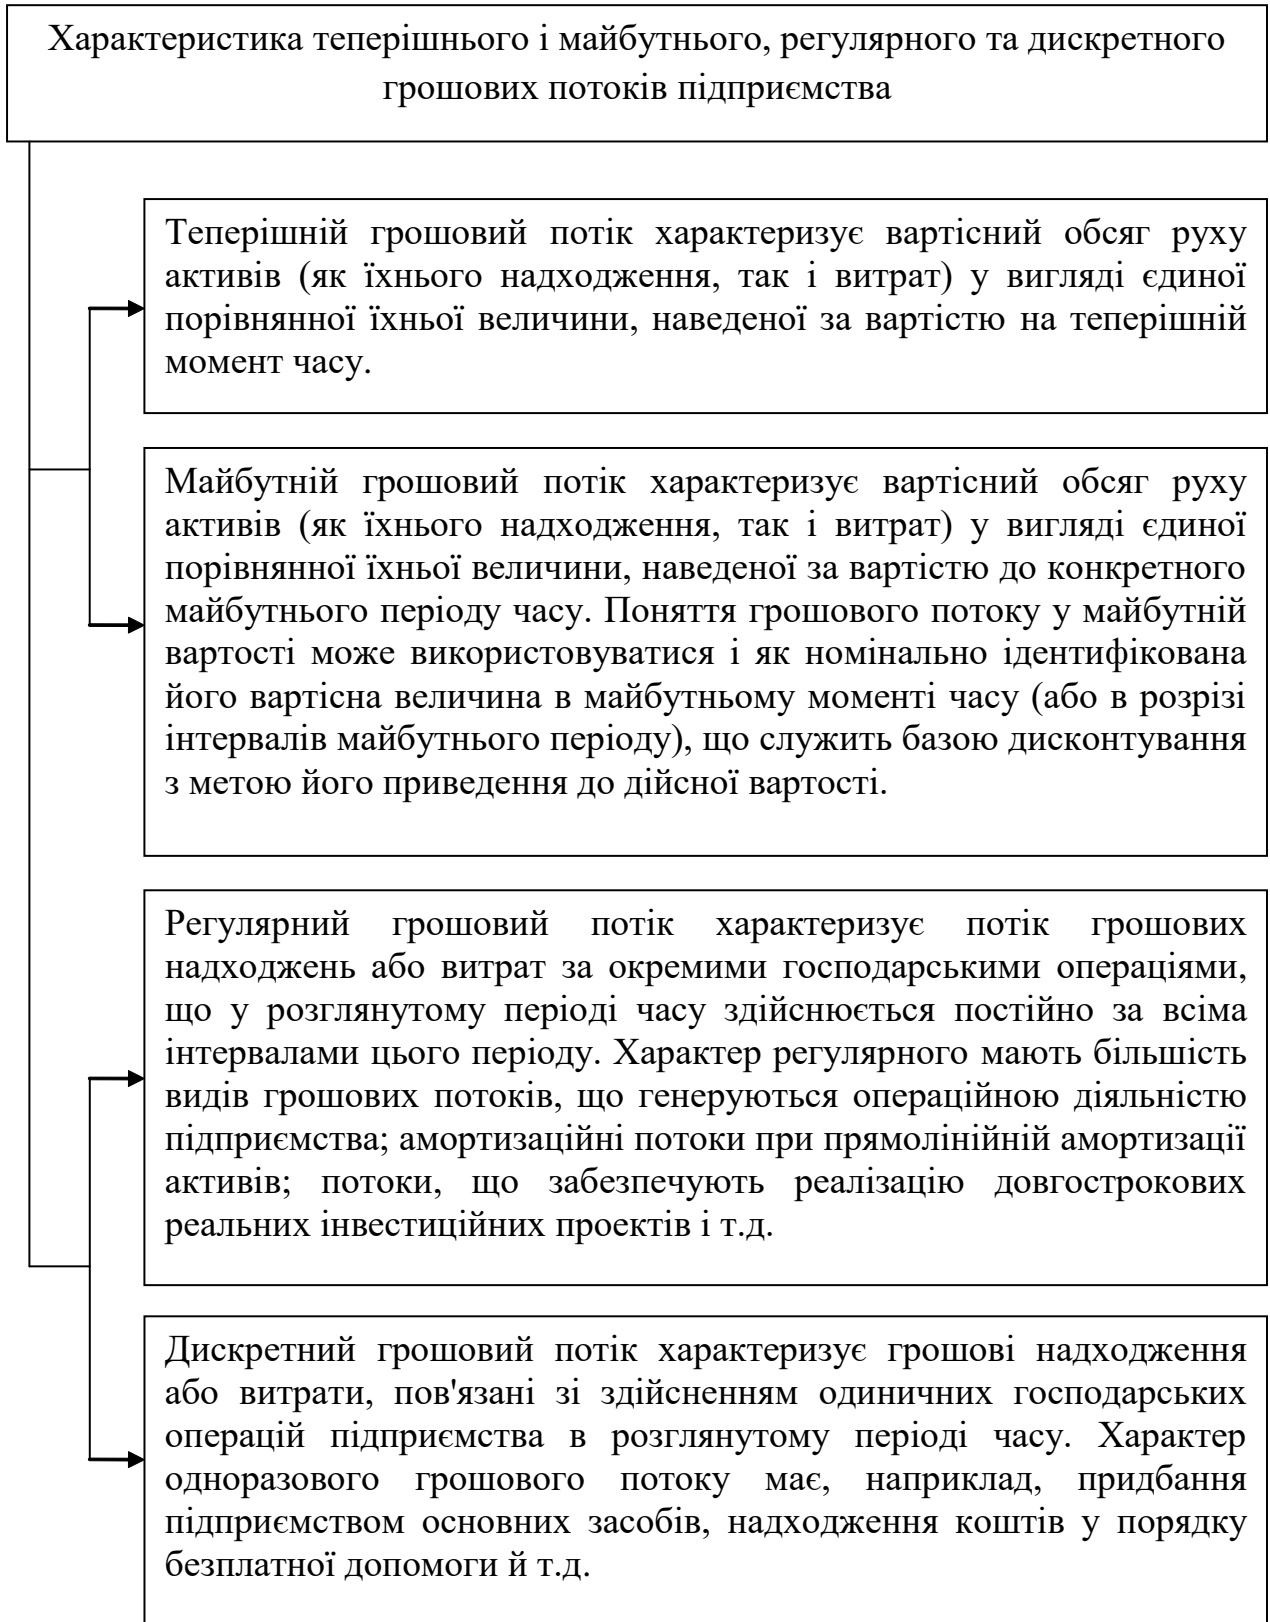 Характеристика теперішнього і майбутнього, регулярного та дискретного
грошових потоків підприємства
Теперішній грошовий потік характеризує вартісний обсяг руху
активів (як їхнього надходження, так і витрат) у вигляді єдиної
порівнянної їхньої величини, наведеної за вартістю на теперішній
момент часу.
Майбутній грошовий потік характеризує вартісний обсяг руху
активів (як їхнього надходження, так і витрат) у вигляді єдиної
порівнянної їхньої величини, наведеної за вартістю до конкретного
майбутнього періоду часу. Поняття грошового потоку у майбутній
вартості може використовуватися і як номінально ідентифікована
його вартісна величина в майбутньому моменті часу (або в розрізі
інтервалів майбутнього періоду), що служить базою дисконтування
з метою його приведення до дійсної вартості.
Регулярний грошовий потік характеризує потік грошових
надходжень або витрат за окремими господарськими операціями,
що у розглянутому періоді часу здійснюється постійно за всіма
інтервалами цього періоду. Характер регулярного мають більшість
видів грошових потоків, що генеруються операційною діяльністю
підприємства; амортизаційні потоки при прямолінійній амортизації
активів; потоки, що забезпечують реалізацію довгострокових
реальних інвестиційних проектів і т.д.
Дискретний грошовий потік характеризує грошові надходження
або витрати, пов'язані зі здійсненням одиничних господарських
операцій підприємства в розглянутому періоді часу. Характер
одноразового грошового потоку має, наприклад, придбання
підприємством основних засобів, надходження коштів у порядку
безплатної допомоги й т.д.